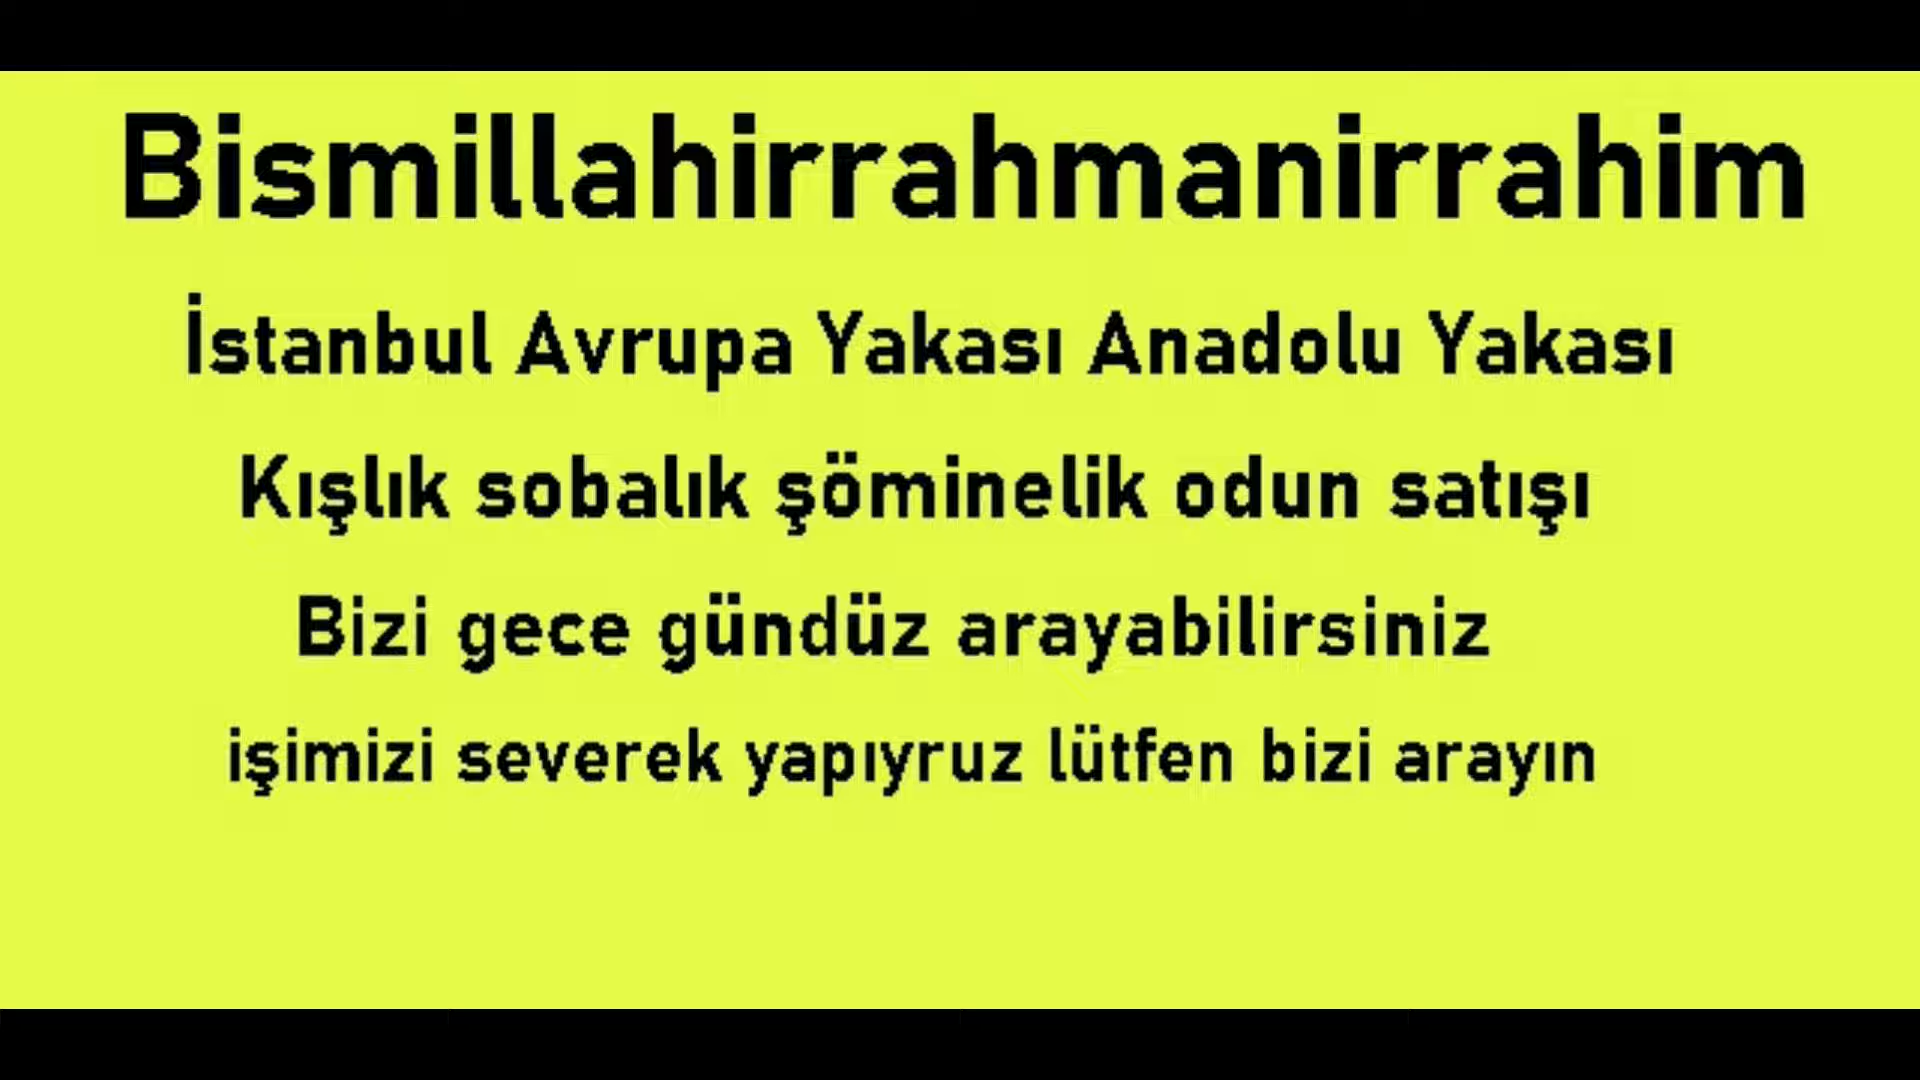 Bismillahirrahmanirrahim
İstanbul Avrupa Yakası Anadolu Yakası
Kışlık sobalık şöminelik odun satışı
Bizi gece gündüz arayabilirsiniz
işimizi severek yapıyruz lütfen bizi arayın